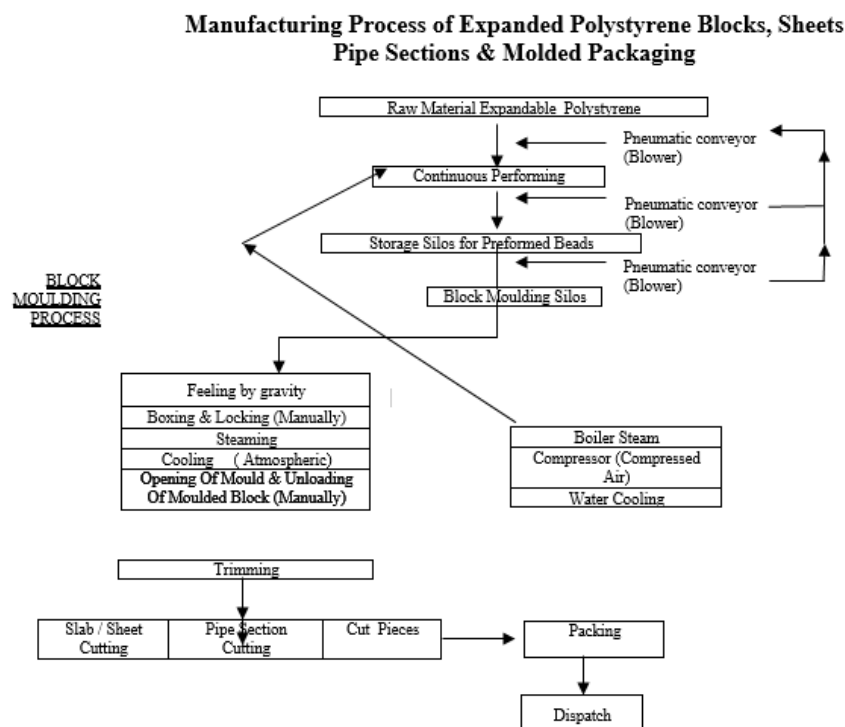 Manufacturing Process of Expanded Polystyrene Blocks, Sheets
Pipe Sections & Molded Packaging
Raw Material Expandable Polystyrene
Pneumatic conveyor
(Blower)
Continuous Performing
Pneumatic conveyor
(Blower)
Storage Silos for Preformed Beads
Pneumatic conveyor
(Blower)
BLOCK
MOULDING
PROCESS
Block Moulding Silos
Feeling by gravity
Boxing & Locking (Manually)
Steaming
Cooling ( Atmospheric)
Opening Of Mould & Unloading
Of Moulded Block (Manually)
Boiler Steam
Compressor (Compressed
Air)
Water Cooling
Trimming
Slab / Sheet
Cutting
Pipe Section
Cutting
Cut Pieces
Packing
Dispatch